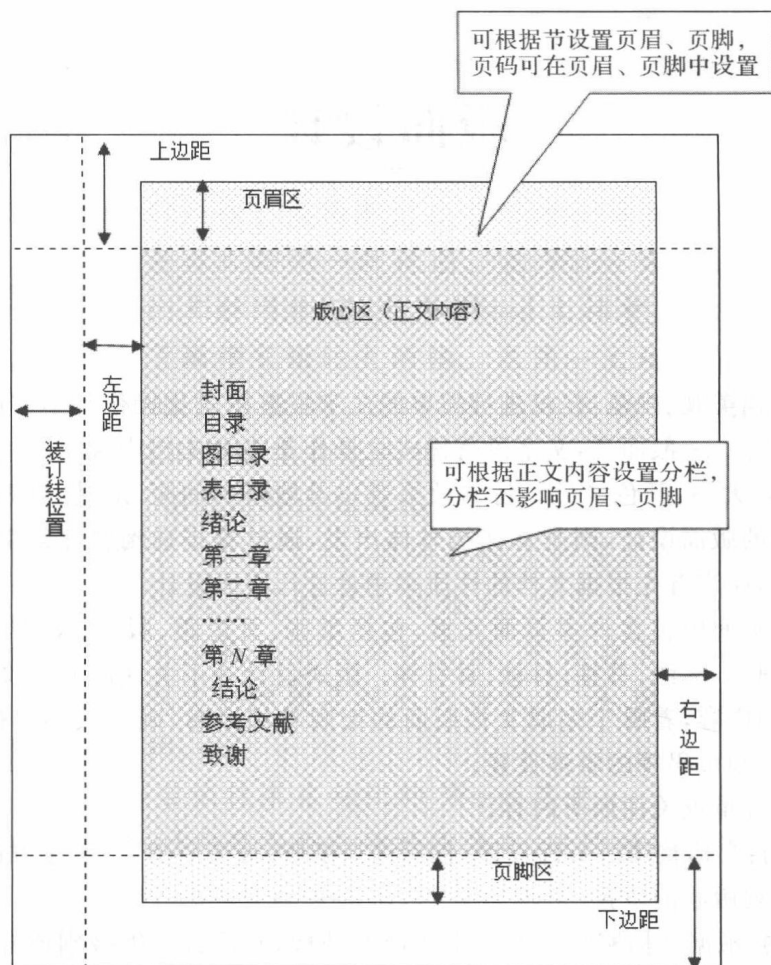 可根据节设置页眉、页脚，
页码可在页眉、页脚中设置
上边距
页眉区
版心区（正文内容）
左边距
装订线位置
封面
目录
图目录
表目录
绪论
第一章
第二章
……
第 N 章
结论
参考文献
致谢
可根据正文内容设置分栏，
分栏不影响页眉、页脚
右边距
页脚区
下边距